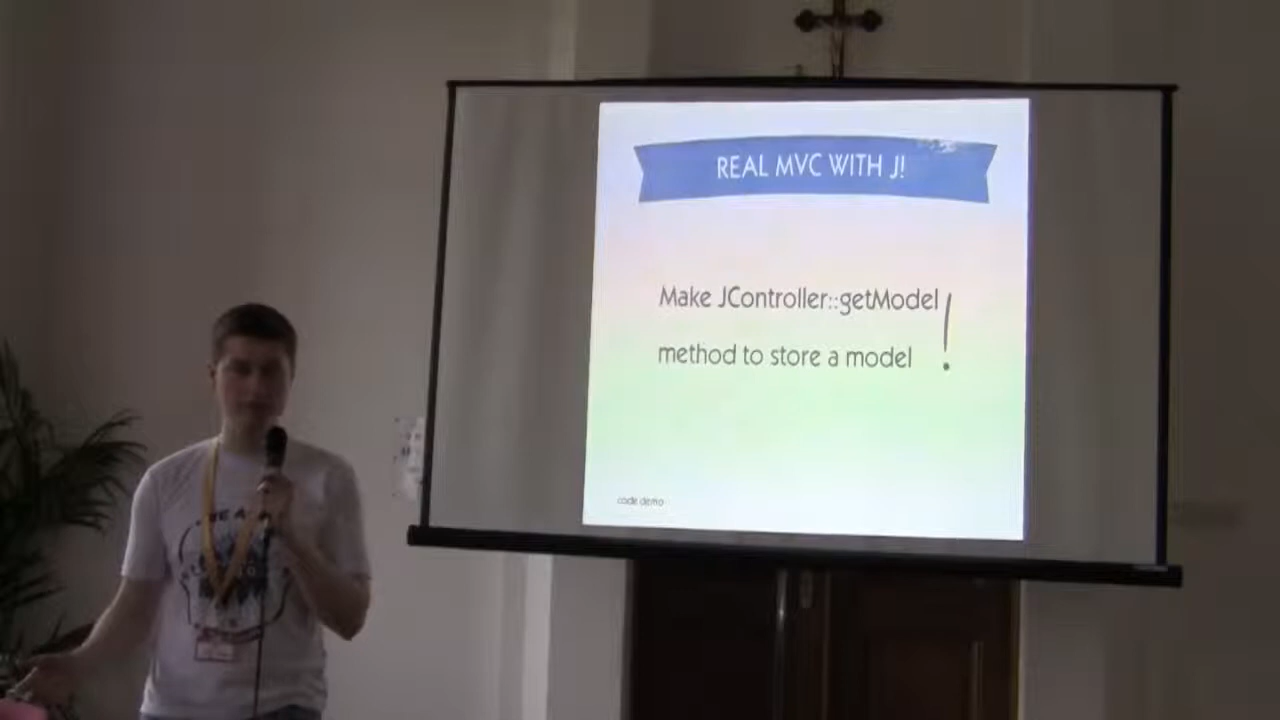 REAL MVC WITH J!
Make JController::getModel
method to store a model !
code demo